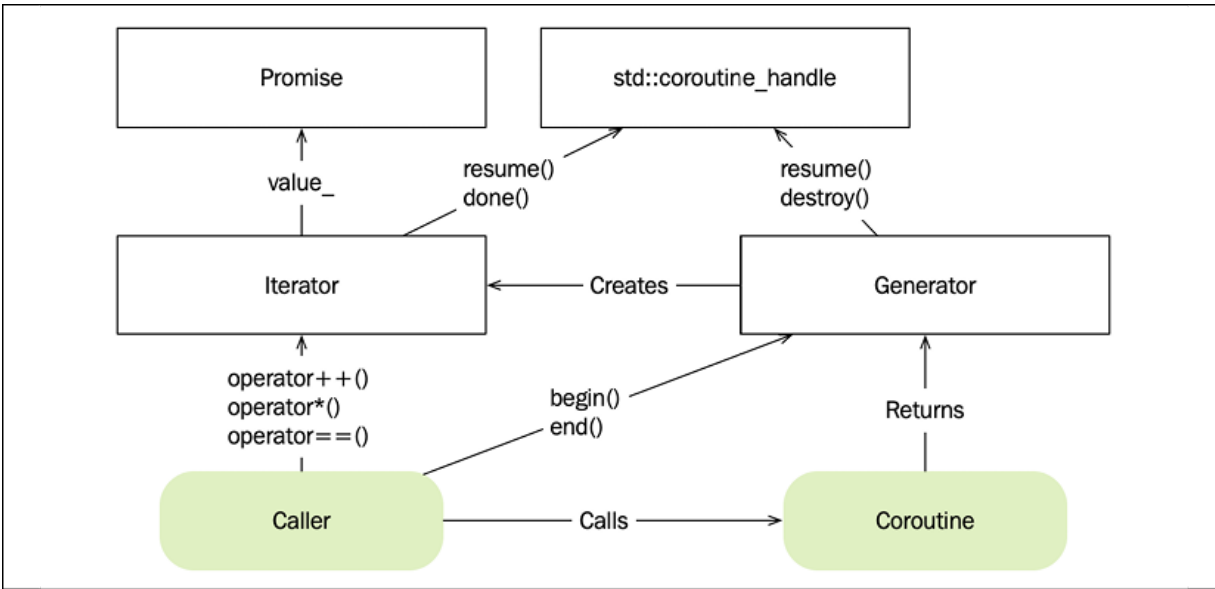 Promise
std::coroutine_handle
value_
resume()
done()
resume()
destroy()
Iterator
Creates
Generator
operator++()
operator*()
operator==()
begin()
end()
Returns
Caller
Calls
Coroutine